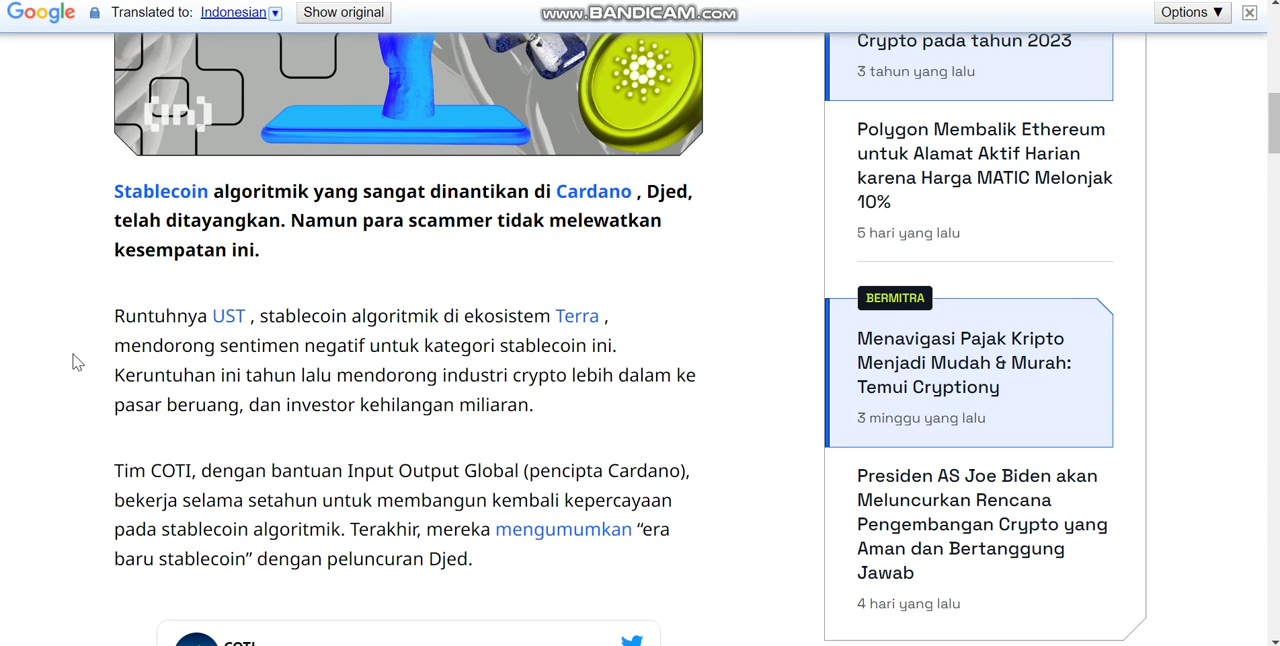 Google Translated to: Indonesian Show original WWW.BANDICAM.COM Options ▼
[in]
Stablecoin algoritmik yang sangat dinantikan di Cardano , Djed,
telah ditayangkan. Namun para scammer tidak melewatkan
kesempatan ini.
Runtuhnya UST , stablecoin algoritmik di ekosistem Terra ,
mendorong sentimen negatif untuk kategori stablecoin ini.
Keruntuhan ini tahun lalu mendorong industri crypto lebih dalam ke
pasar beruang, dan investor kehilangan miliaran.
Tim COTI, dengan bantuan Input Output Global (pencipta Cardano),
bekerja selama setahun untuk membangun kembali kepercayaan
pada stablecoin algoritmik. Terakhir, mereka mengumumkan “era
baru stablecoin” dengan peluncuran Djed.
COTI
Crypto pada tahun 2023
3 tahun yang lalu
Polygon Membalik Ethereum
untuk Alamat Aktif Harian
karena Harga MATIC Melonjak
10%
5 hari yang lalu
BERMITRA
Menavigasi Pajak Kripto
Menjadi Mudah & Murah:
Temui Cryptiony
3 minggu yang lalu
Presiden AS Joe Biden akan
Meluncurkan Rencana
Pengembangan Crypto yang
Aman dan Bertanggung
Jawab
4 hari yang lalu